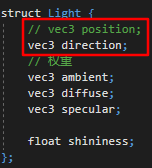 struct Light {
// vec3 position;
vec3 direction;
// 权重
vec3 ambient;
vec3 diffuse;
vec3 specular;
float shininess;
};